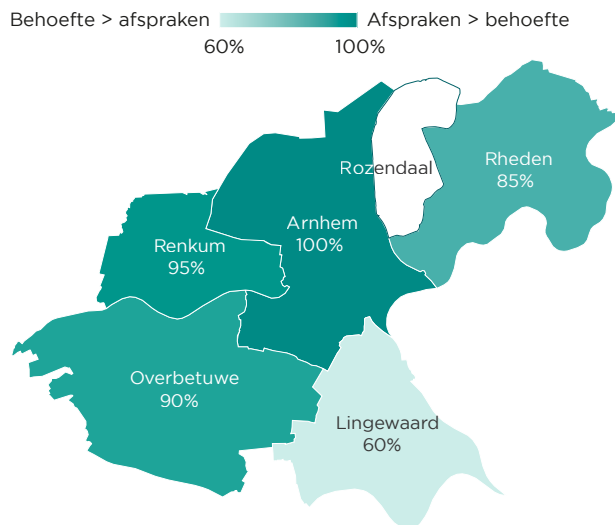 Behoefte > afspraken Afspraken > behoefte
60% 100%
Rozendaal
Rheden
85%
Arnhem
100%
Renkum
95%
Overbetuwe
90%
Lingewaard
60%